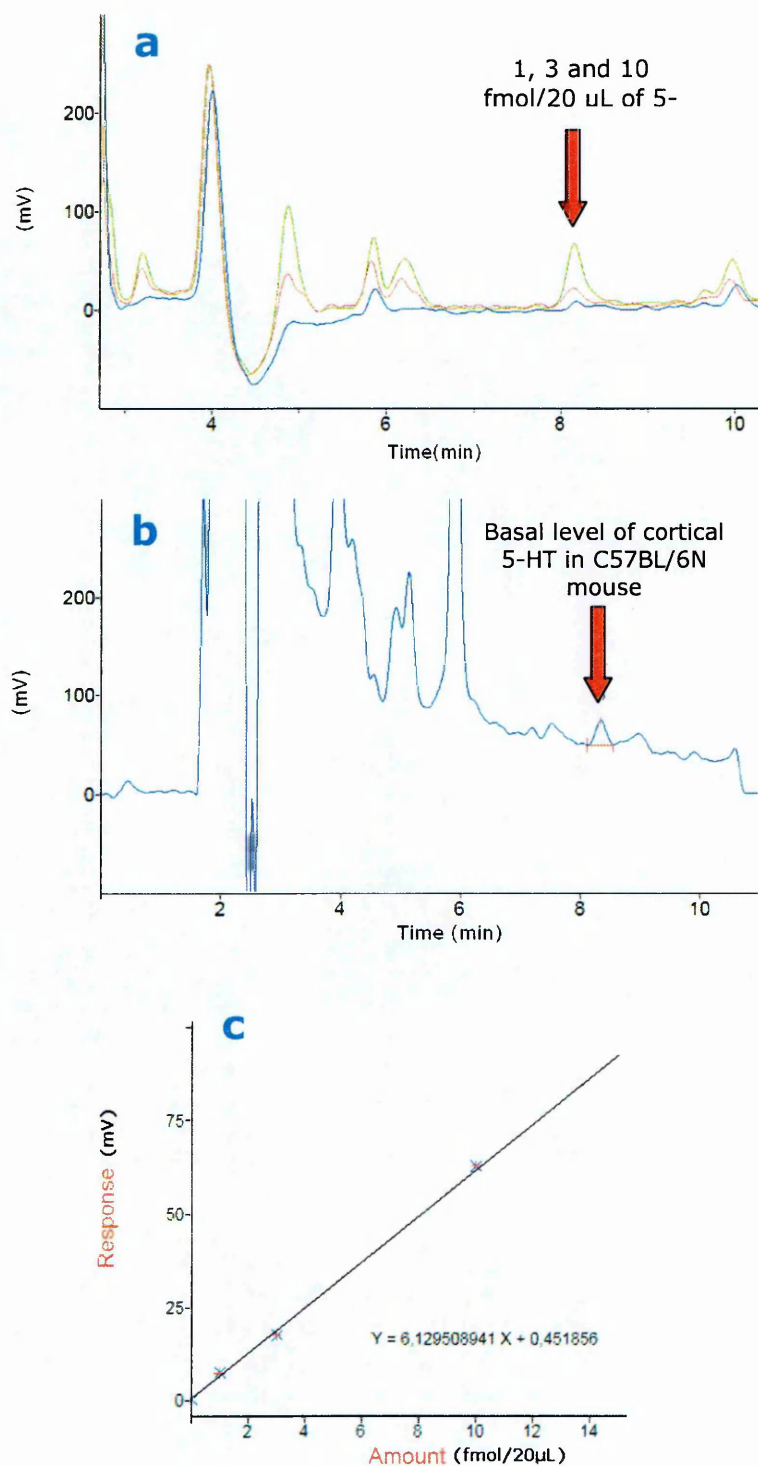 a
1, 3 and 10
fmol/20 uL of 5-
200
100
0
(mV)
4
6
8
10
Time(min)
b
Basal level of cortical
5-HT in C57BL/6N
mouse
200
100
0
(mV)
2
4
6
8
10
Time (min)
c
75
50
25
0
Response (mV)
Y = 6,129508941 X + 0,451856
2
4
6
8
10
12
14
Amount (fmol/20µL)